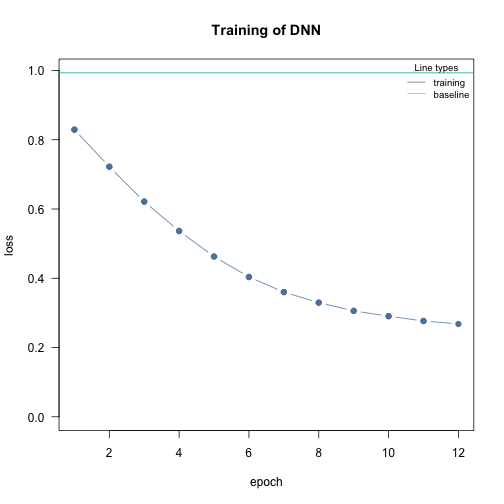 Training of DNN
Line types
training
baseline
1.0
0.8
0.6
0.4
0.2
0.0
loss
2 4 6 8 10 12
epoch